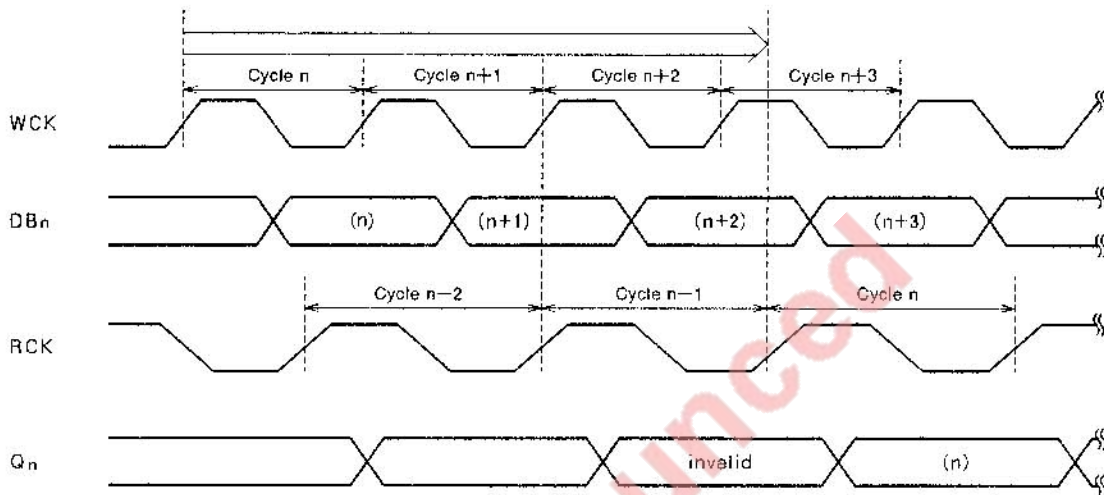 Cycle n Cycle n+1 Cycle n+2 Cycle n+3
WCK
DBn (n) (n+1) (n+2) (n+3)
Cycle n−2 Cycle n−1 Cycle n
RCK
Qn invalid (n)
unced